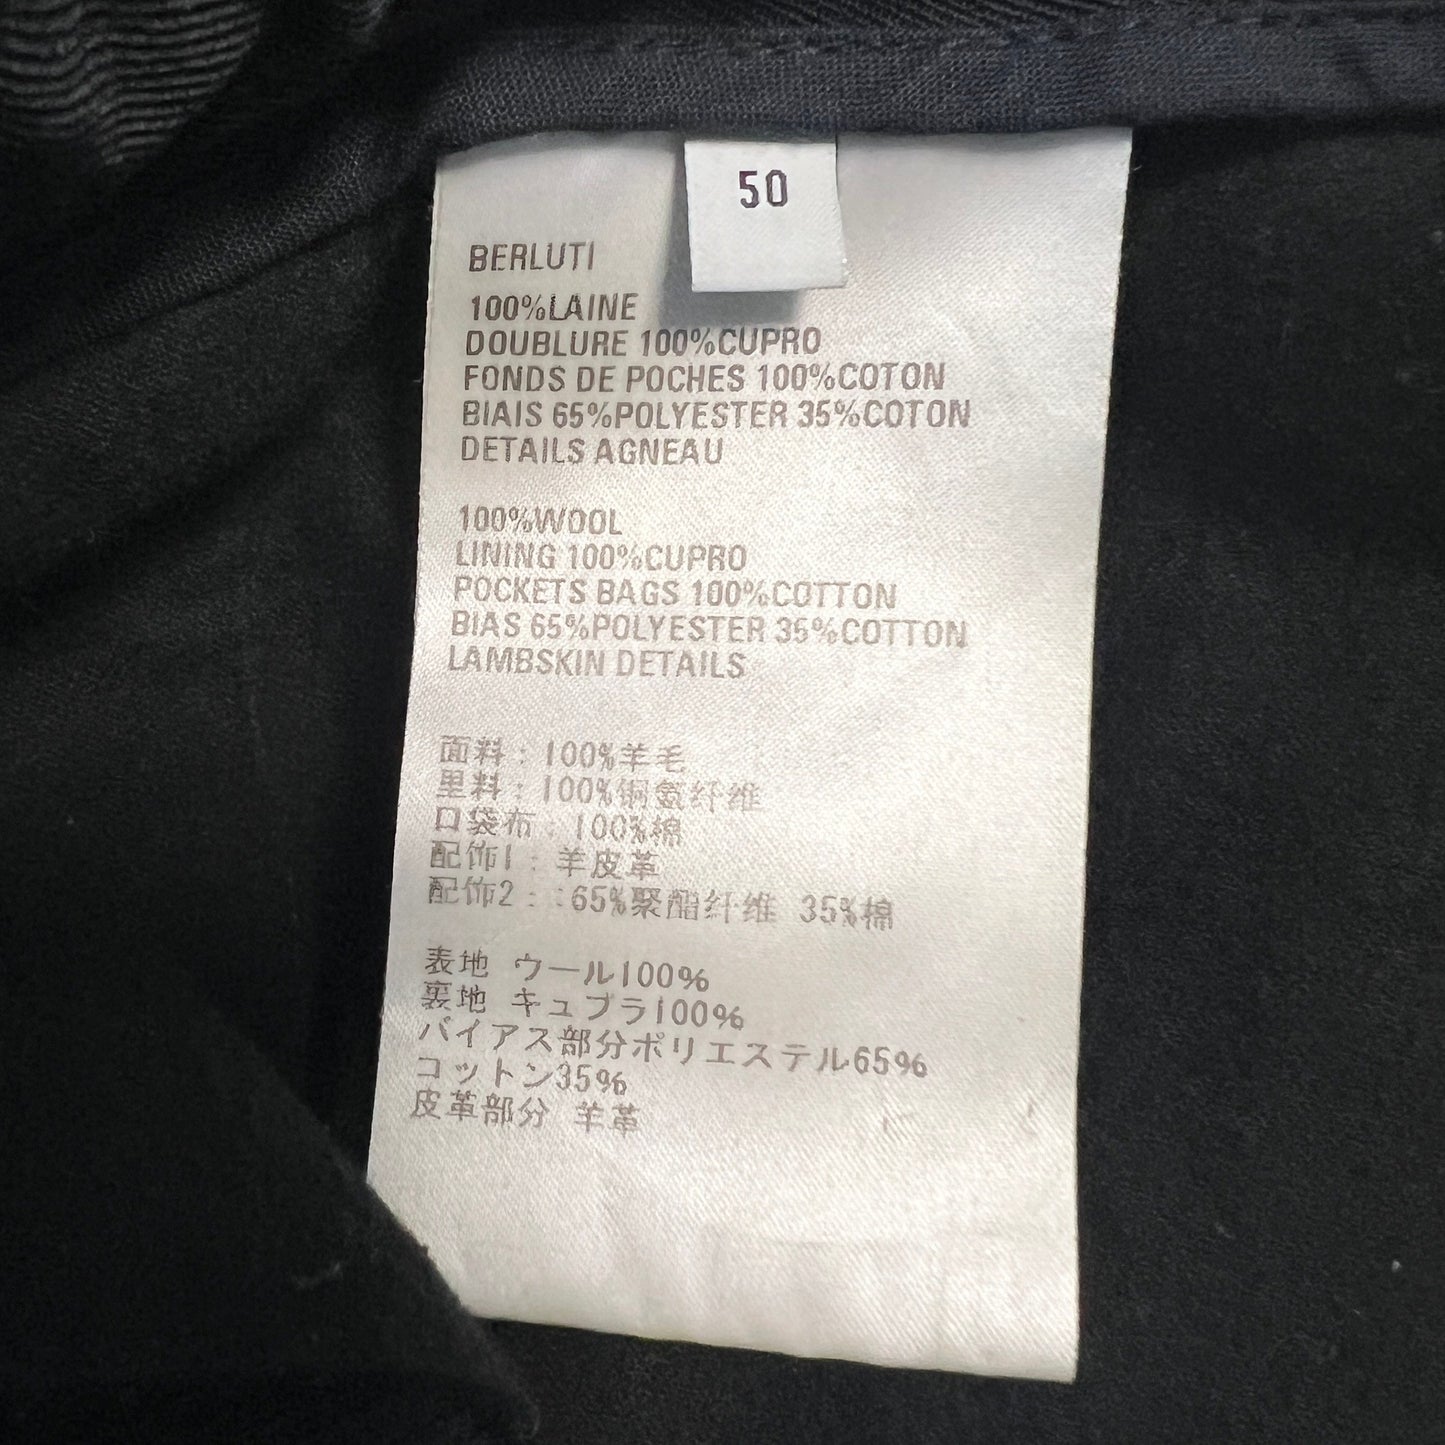 50
BERLUTI
100%LAINE
DOUBLURE 100%CUPRO
FONDS DE POCHES 100%COTON
BIAIS 65%POLYESTER 35%COTON
DETAILS AGNEAU
100%WOOL
LINING 100%CUPRO
POCKETS BAGS 100%COTTON
BIAS 65%POLYESTER 35%COTTON
LAMBSKIN DETAILS
面料：100%羊毛
里料：100%铜氨纤维
口袋布：100%棉
配饰1：羊皮革
配饰2：：65%聚酯纤维 35%棉
表地 ウール100%
裏地 キュプラ100%
バイアス部分ポリエステル65%
コットン35%
皮革部分 羊革